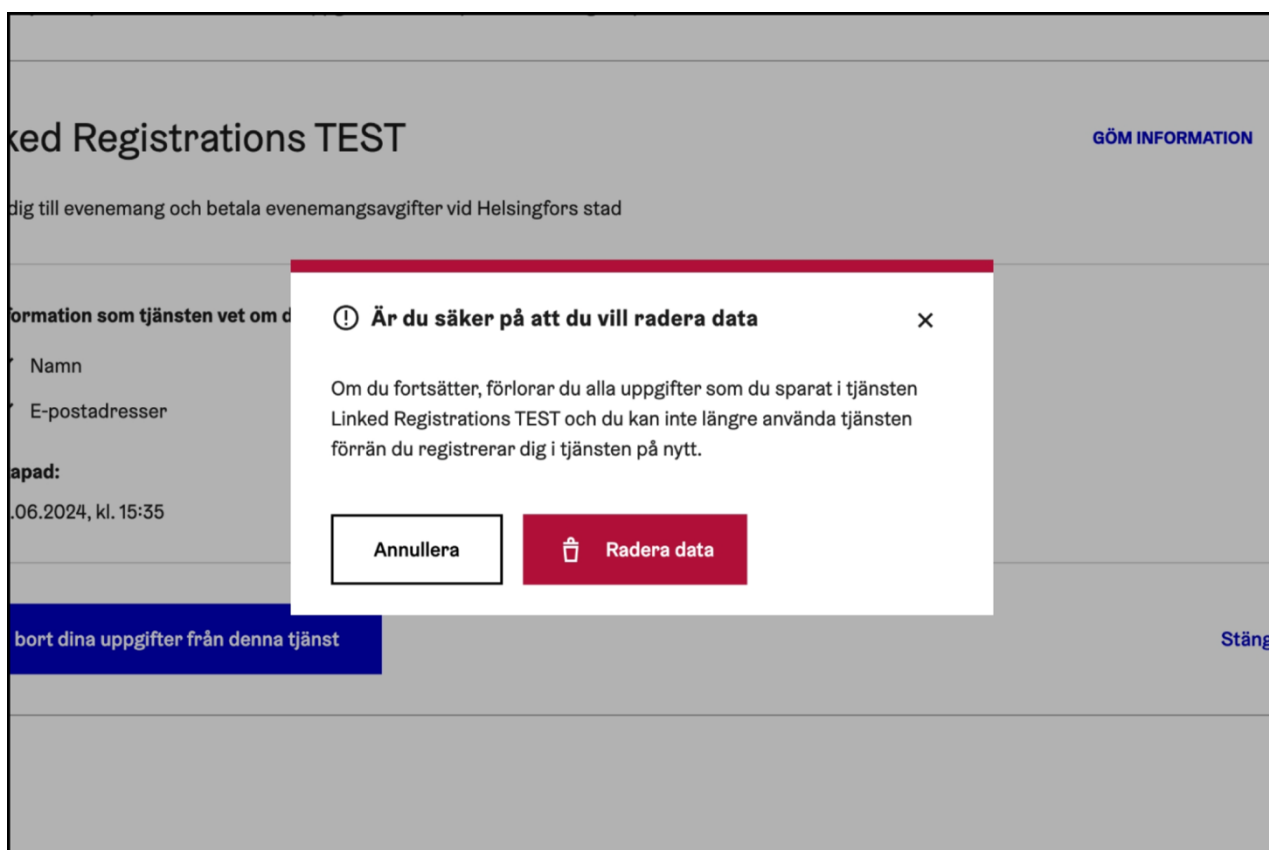 ked Registrations TEST
GÖM INFORMATION
dig till evenemang och betala evenemangsavgifter vid Helsingfors stad
ormation som tjänsten vet om d
Namn
E-postadresser
apad:
.06.2024, kl. 15:35
Är du säker på att du vill radera data
Om du fortsätter, förlorar du alla uppgifter som du sparat i tjänsten
Linked Registrations TEST och du kan inte längre använda tjänsten
förrän du registrerar dig i tjänsten på nytt.
Annullera
Radera data
bort dina uppgifter från denna tjänst
Stäng